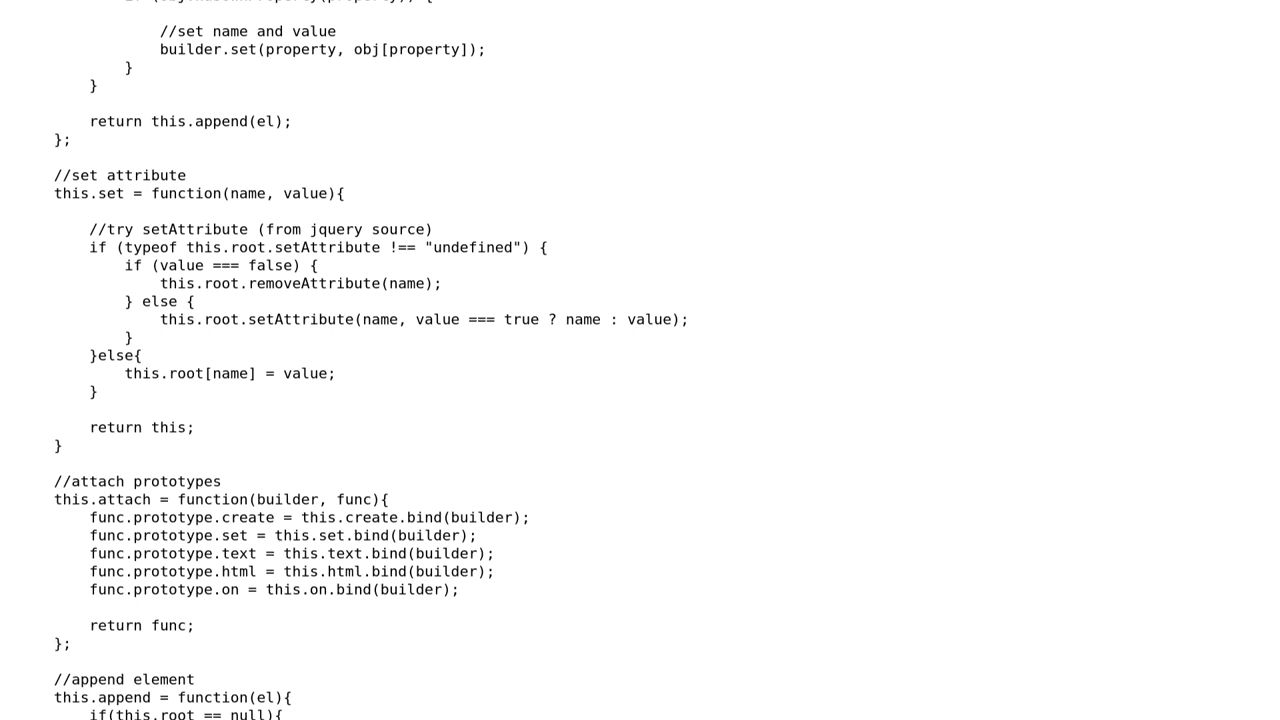 //set name and value
builder.set(property, obj[property]);
}
}
return this.append(el);
};
//set attribute
this.set = function(name, value){
//try setAttribute (from jquery source)
if (typeof this.root.setAttribute !== "undefined") {
if (value === false) {
this.root.removeAttribute(name);
} else {
this.root.setAttribute(name, value === true ? name : value);
}
}else{
this.root[name] = value;
}
return this;
}
//attach prototypes
this.attach = function(builder, func){
func.prototype.create = this.create.bind(builder);
func.prototype.set = this.set.bind(builder);
func.prototype.text = this.text.bind(builder);
func.prototype.html = this.html.bind(builder);
func.prototype.on = this.on.bind(builder);
return func;
};
//append element
this.append = function(el){
if(this.root == null){